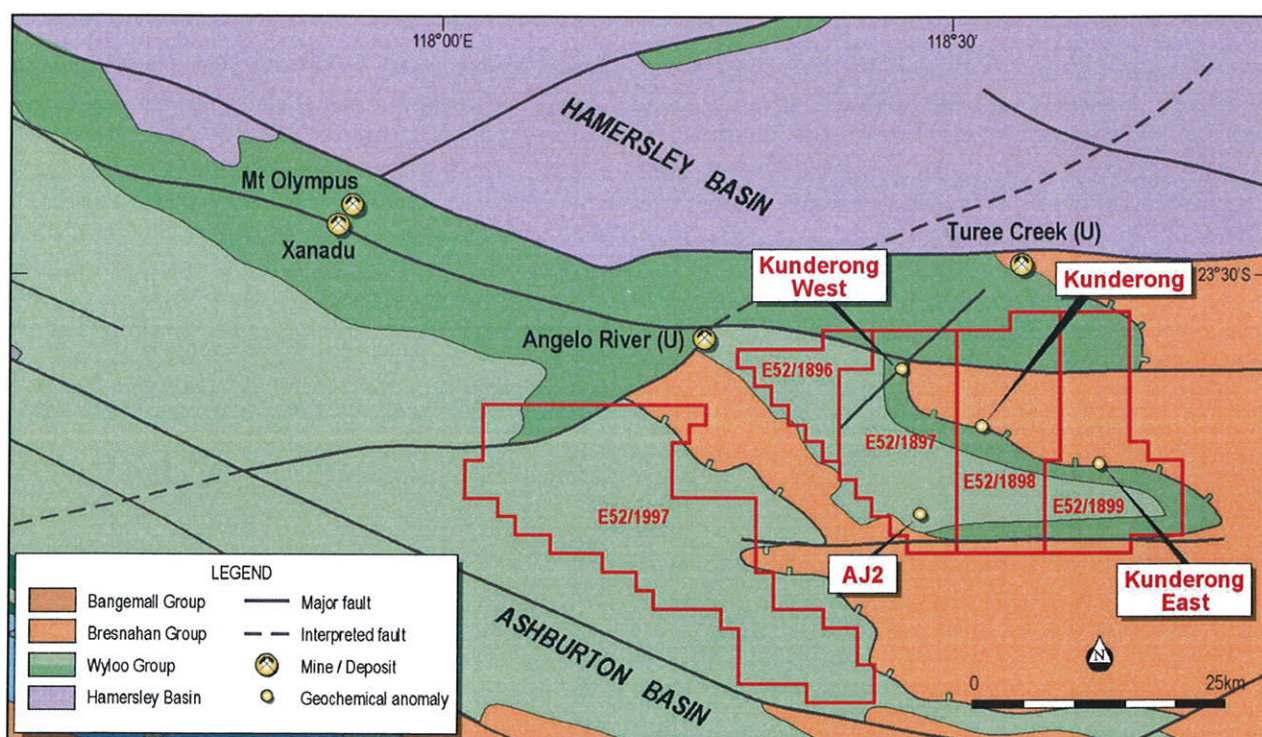 118°00'E
118°30'
HAMERSLEY BASIN
Mt Olympus
Xanadu
Turee Creek (U)
23°30'S
Kunderong
West
Kunderong
Angelo River (U)
E52/1896
E52/1897
E52/1898
E52/1899
E52/1997
AJ2
Kunderong
East
ASHBURTON BASIN
LEGEND
Bangemall Group
Bresnahan Group
Wyloo Group
Hamersley Basin
Major fault
Interpreted fault
Mine / Deposit
Geochemical anomaly
N
0
25km